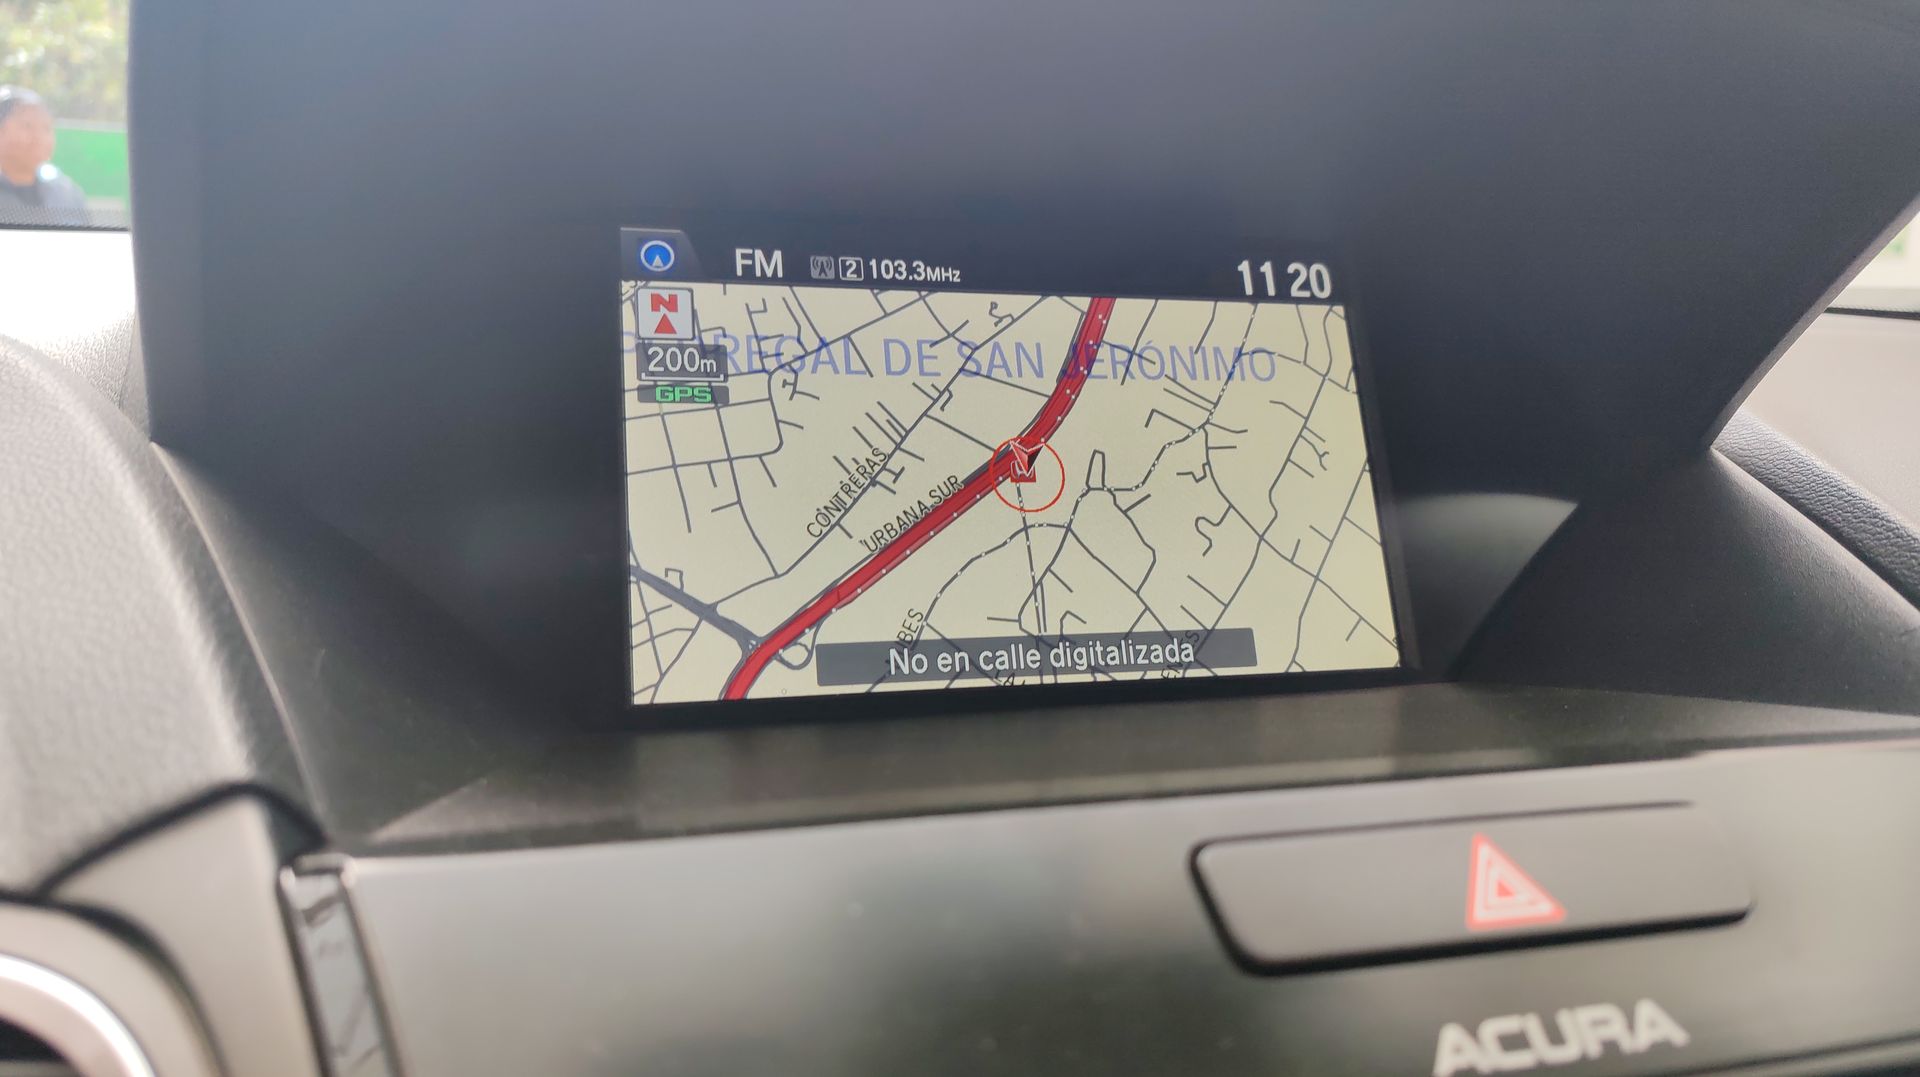 FM 2 103.3MHz 11 20
N
REGAL DE SAN JERÓNIMO
200m
GPS
CONTRERAS
URBANA SUR
No en calle digitalizada
ACURA